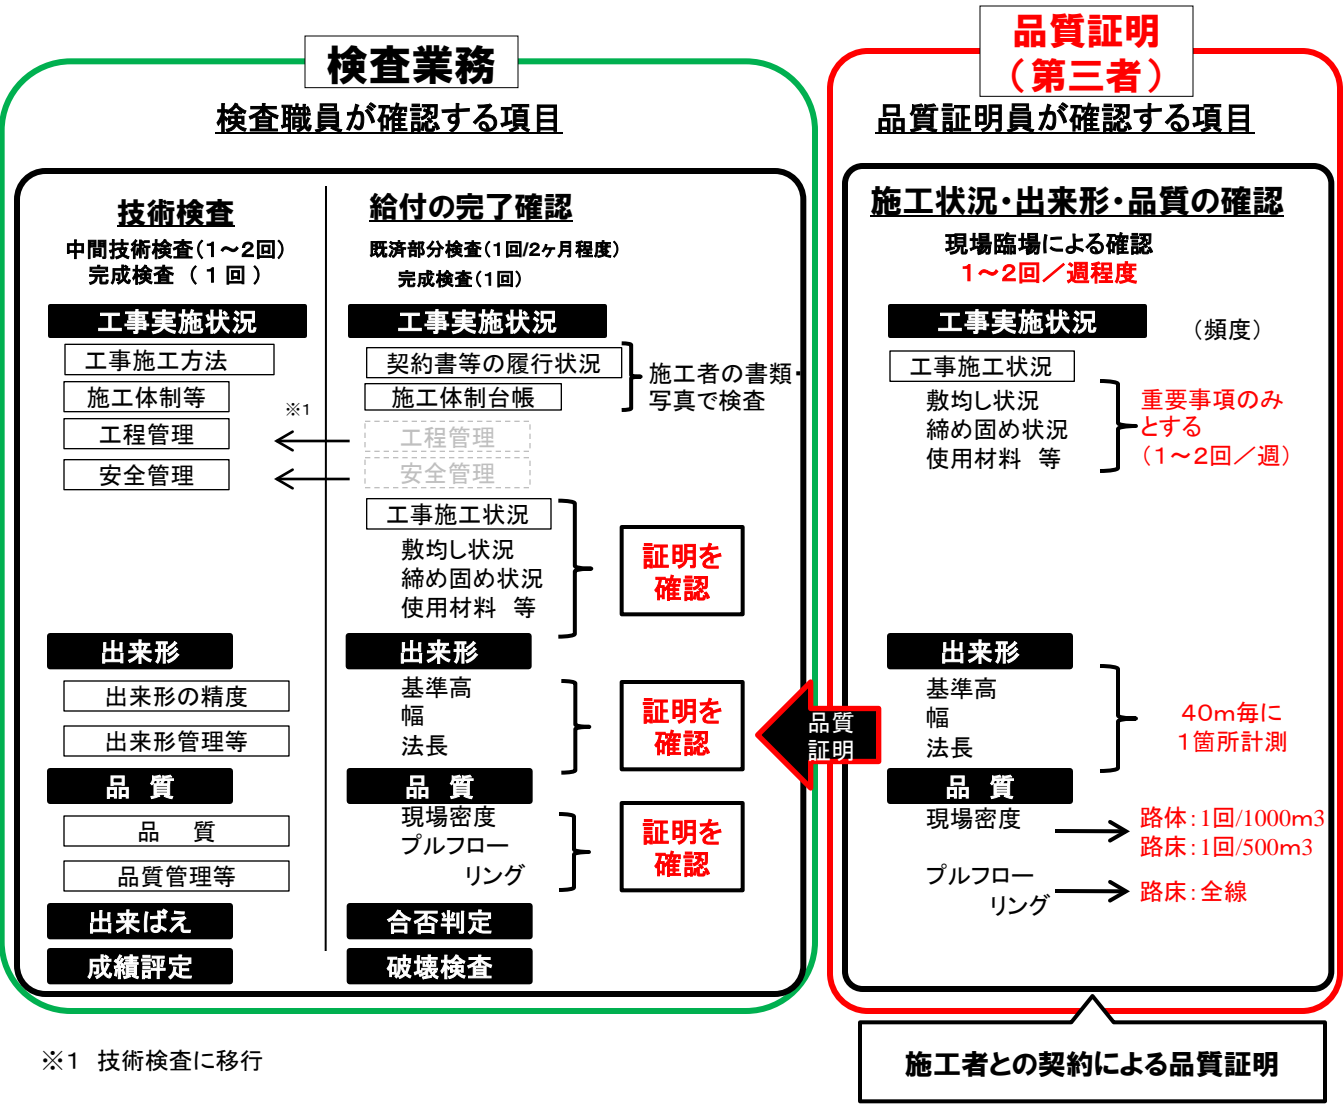 検査業務
検査職員が確認する項目
技術検査
中間技術検査（1～2回）
完成検査 （ 1 回 ）
工事実施状況
工事施工方法
施工体制等
※1
工程管理
安全管理
出来形
出来形の精度
出来形管理等
品 質
品　質
品質管理等
出来ばえ
成績評定
給付の完了確認
既済部分検査（1回/2ヶ月程度）
完成検査（1回）
工事実施状況
契約書等の履行状況
施工体制台帳
施工者の書類・
写真で検査
工程管理
安全管理
工事施工状況
敷均し状況
締め固め状況
使用材料　等
証明を
確認
出来形
基準高
幅
法長
証明を
確認
品 質
現場密度
プルフロー
リング
証明を
確認
合否判定
破壊検査
品質
証明
品質証明
（第三者）
品質証明員が確認する項目
施工状況・出来形・品質の確認
現場臨場による確認
1～2回／週程度
工事実施状況
（頻度）
工事施工状況
敷均し状況
締め固め状況
使用材料　等
重要事項のみ
とする
（1～2回／週）
出来形
基準高
幅
法長
40ｍ毎に
1箇所計測
品 質
現場密度
路体：1回/1000m3
路床：1回/500m3
プルフロー
リング
路床：全線
施工者との契約による品質証明
※1　技術検査に移行